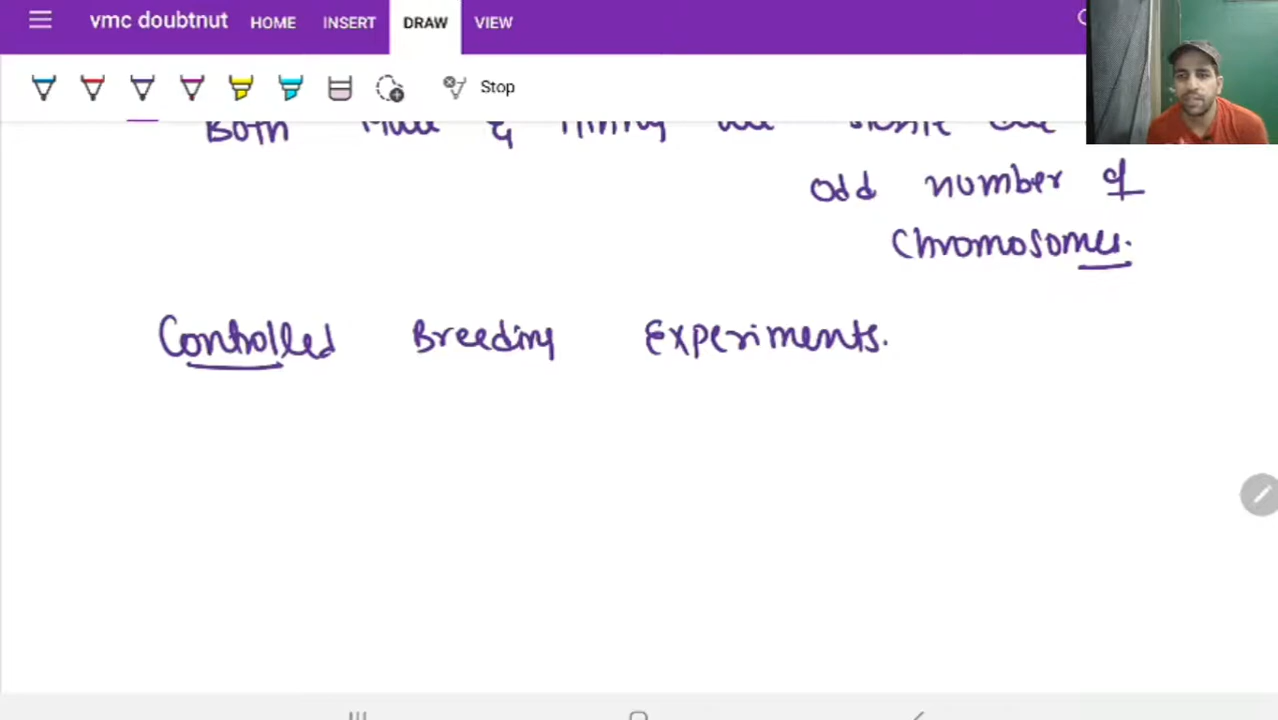 vmc doubtnut HOME INSERT DRAW VIEW
Stop
Both
odd number of
Chromosomes.
Controlled Breeding Experiments.